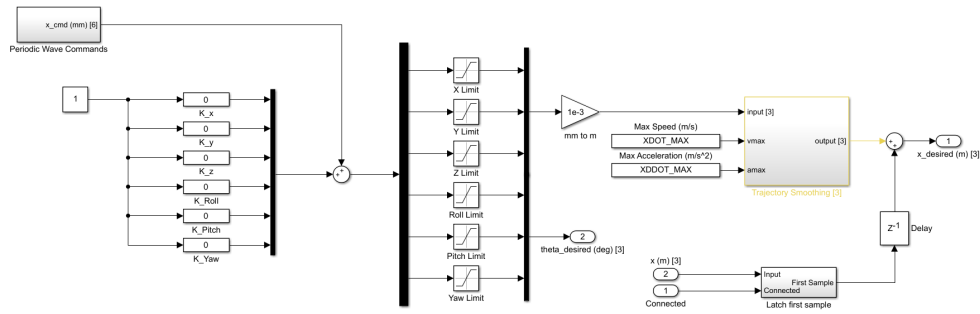 x_cmd (mm) [6]
Periodic Wave Commands
1
0
K_x
0
K_y
0
K_z
0
K_Roll
0
K_Pitch
0
K_Yaw
+
+
X Limit
Y Limit
Z Limit
Roll Limit
Pitch Limit
Yaw Limit
1e-3
mm to m
2
theta_desired (deg) [3]
Max Speed (m/s)
XDOT_MAX
Max Acceleration (m/s^2)
XDDOT_MAX
input [3]
vmax
amax
output [3]
Trajectory Smoothing [3]
+
+
1
x_desired (m) [3]
Z-1
Delay
x (m) [3]
2
1
Connected
Input
Connected
First Sample
Latch first sample